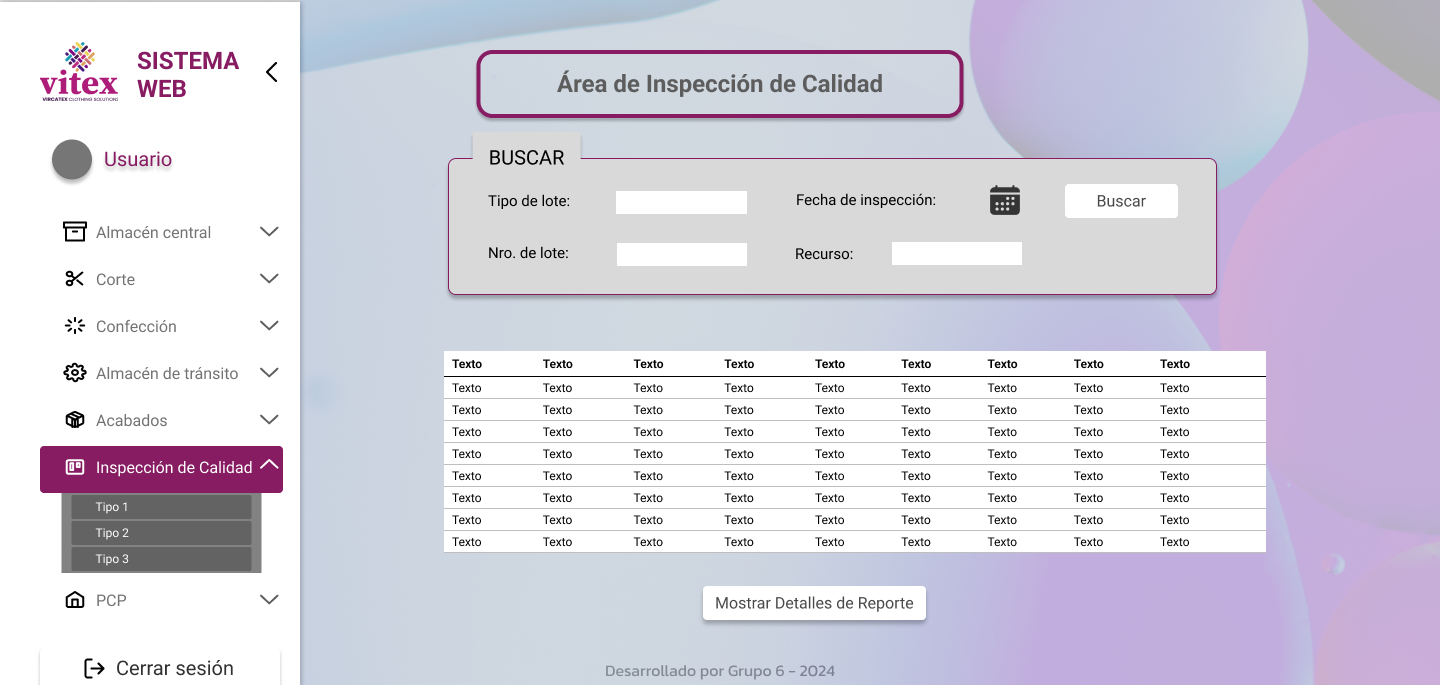 vitex
VIRCATEX CLOTHING SOLUTIONS
SISTEMA
WEB
Usuario
Almacén central
Corte
Confección
Almacén de tránsito
Acabados
Inspección de Calidad
Tipo 1
Tipo 2
Tipo 3
PCP
Cerrar sesión
Área de Inspección de Calidad
BUSCAR
Tipo de lote: Fecha de inspección: Buscar
Nro. de lote: Recurso:
Texto Texto Texto Texto Texto Texto Texto Texto Texto
Texto Texto Texto Texto Texto Texto Texto Texto Texto
Texto Texto Texto Texto Texto Texto Texto Texto Texto
Texto Texto Texto Texto Texto Texto Texto Texto Texto
Texto Texto Texto Texto Texto Texto Texto Texto Texto
Texto Texto Texto Texto Texto Texto Texto Texto Texto
Texto Texto Texto Texto Texto Texto Texto Texto Texto
Texto Texto Texto Texto Texto Texto Texto Texto Texto
Texto Texto Texto Texto Texto Texto Texto Texto Texto
Mostrar Detalles de Reporte
Desarrollado por Grupo 6 - 2024